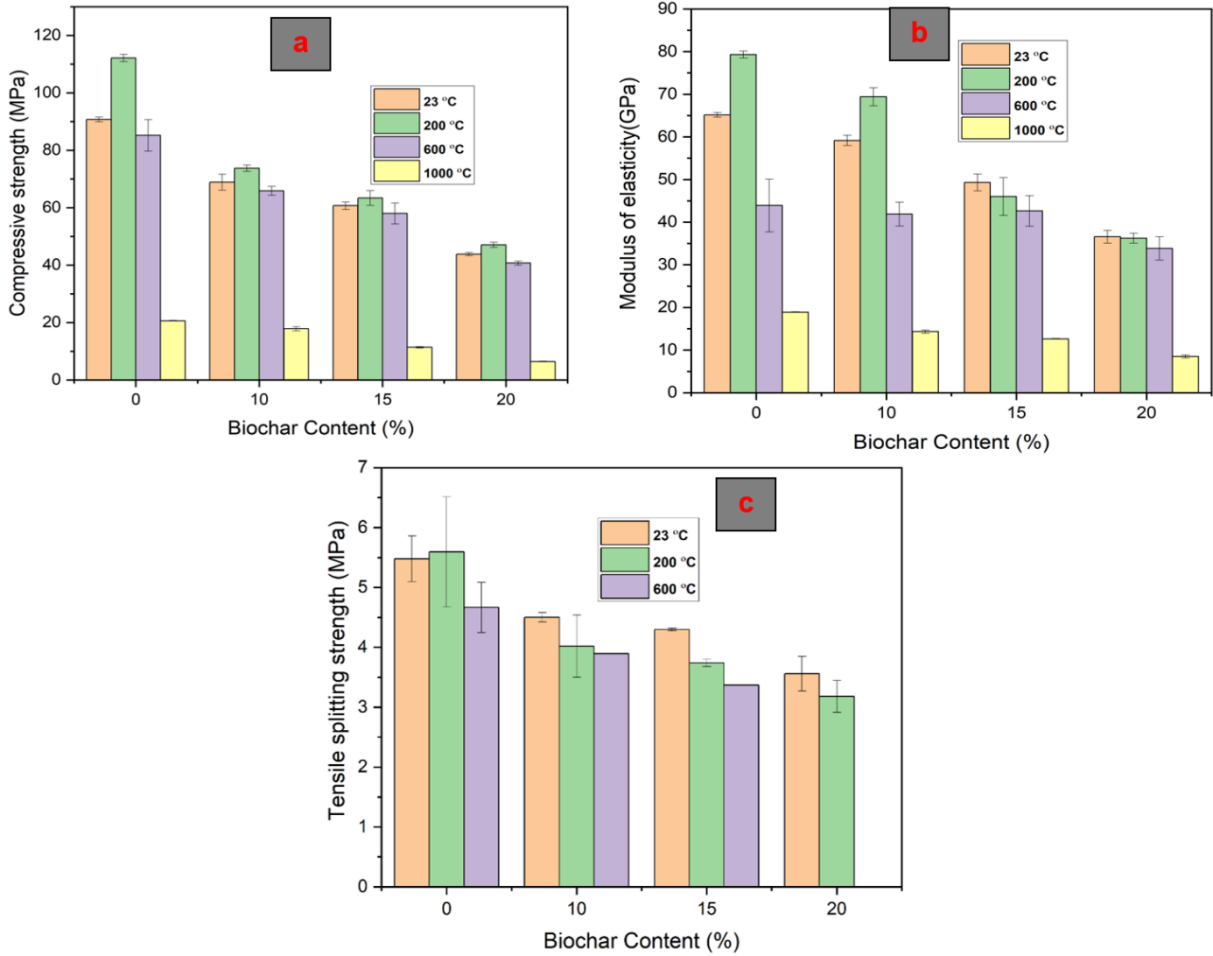 a
Compressive strength (MPa)
120
100
80
60
40
20
0
23 °C
200 °C
600 °C
1000 °C
0 10 15 20
Biochar Content (%)
b
Modulus of elasticity(GPa)
90
80
70
60
50
40
30
20
10
0
23 °C
200 °C
600 °C
1000 °C
0 10 15 20
Biochar Content (%)
c
Tensile splitting strength (MPa)
7
6
5
4
3
2
1
0
23 °C
200 °C
600 °C
0 10 15 20
Biochar Content (%)